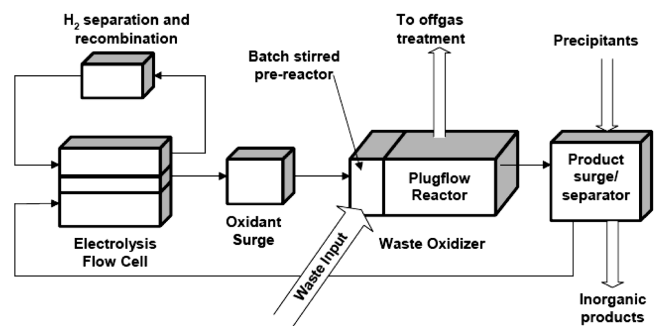 H2 separation and
recombination
To offgas
treatment
Precipitants
Batch stirred
pre-reactor
Plugflow
Reactor
Product
surge/
separator
Oxidant
Surge
Waste Oxidizer
Electrolysis
Flow Cell
Waste Input
Inorganic
products